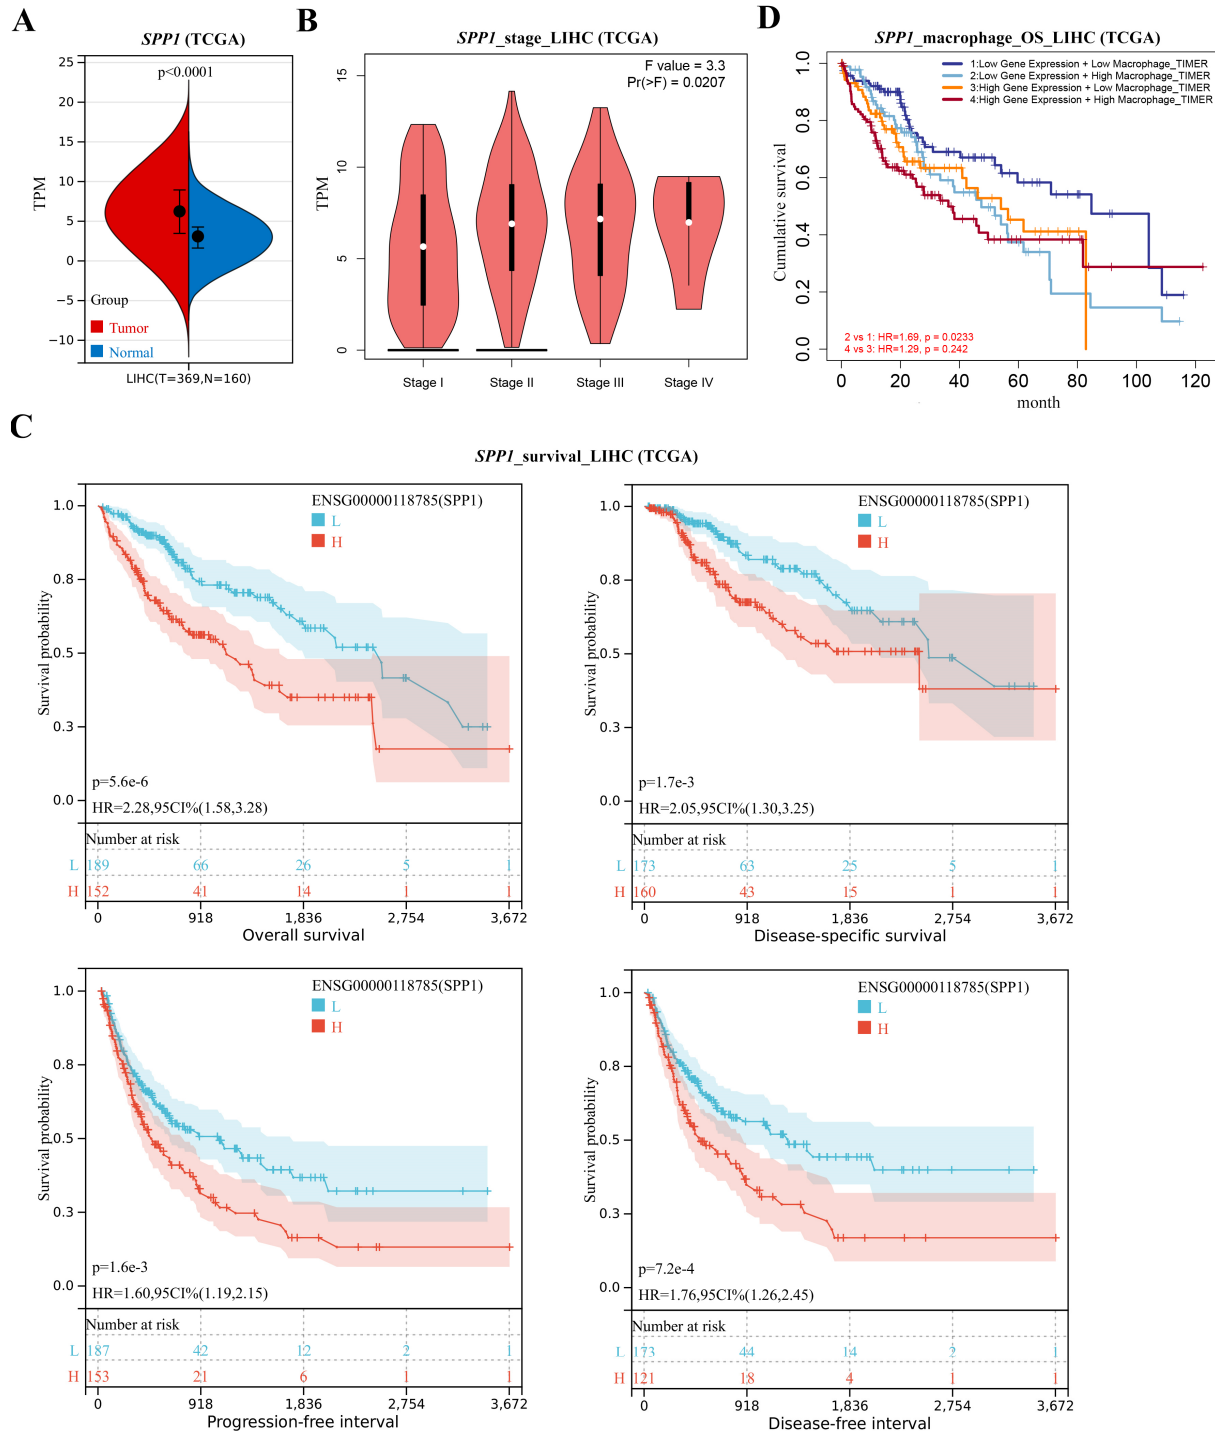 A
SPP1 (TCGA)
p<0.0001
TPM
25
20
15
10
5
0
−5
−10
Group
Tumor
Normal
LIHC(T=369,N=160)
B
SPP1_stage_LIHC (TCGA)
F value = 3.3
Pr(>F) = 0.0207
TPM
15
10
5
0
Stage I
Stage II
Stage III
Stage IV
D
SPP1_macrophage_OS_LIHC (TCGA)
1:Low Gene Expression + Low Macrophage_TIMER
2:Low Gene Expression + High Macrophage_TIMER
3:High Gene Expression + Low Macrophage_TIMER
4:High Gene Expression + High Macrophage_TIMER
Cumulative survival
1.0
0.8
0.6
0.4
0.2
0.0
2 vs 1: HR=1.69, p = 0.0233
4 vs 3: HR=1.29, p = 0.242
0 20 40 60 80 100 120
month
C
SPP1_survival_LIHC (TCGA)
ENSG00000118785(SPP1)
L
H
Survival probability
1.0
0.8
0.5
0.3
0.0
p=5.6e-6
HR=2.28,95CI%(1.58,3.28)
Number at risk
L 189 66 26 5 1
H 152 41 14 1 1
0 918 1,836 2,754 3,672
Overall survival
ENSG00000118785(SPP1)
L
H
Survival probability
1.0
0.8
0.5
0.3
0.0
p=1.7e-3
HR=2.05,95CI%(1.30,3.25)
Number at risk
L 173 63 25 5 1
H 160 43 15 1 1
0 918 1,836 2,754 3,672
Disease-specific survival
ENSG00000118785(SPP1)
L
H
Survival probability
1.0
0.8
0.5
0.3
0.0
p=1.6e-3
HR=1.60,95CI%(1.19,2.15)
Number at risk
L 187 42 12 2 1
H 153 21 6 1 1
0 918 1,836 2,754 3,672
Progression-free interval
ENSG00000118785(SPP1)
L
H
Survival probability
1.0
0.8
0.5
0.3
0.0
p=7.2e-4
HR=1.76,95CI%(1.26,2.45)
Number at risk
L 173 44 14 2 1
H 121 18 4 1 1
0 918 1,836 2,754 3,672
Disease-free interval